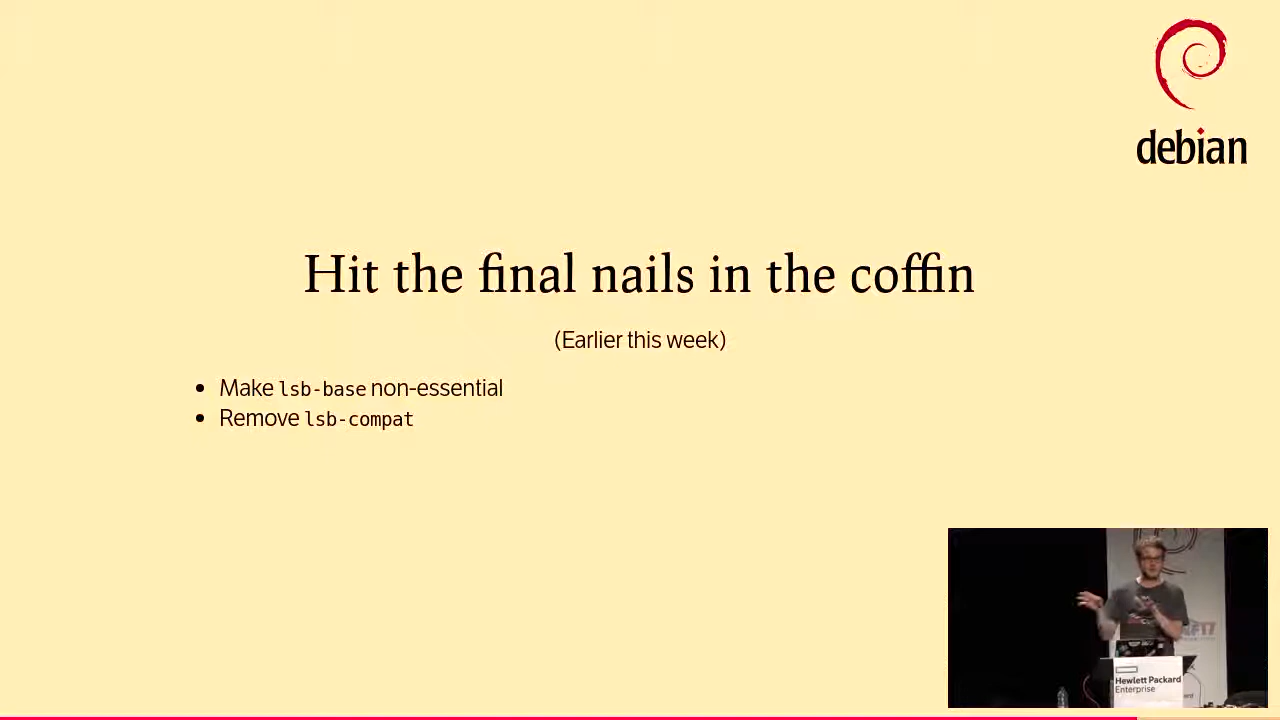 debian
Hit the final nails in the coffin
(Earlier this week)
Make lsb-base non-essential
Remove lsb-compat
Hewlett Packard
Enterprise